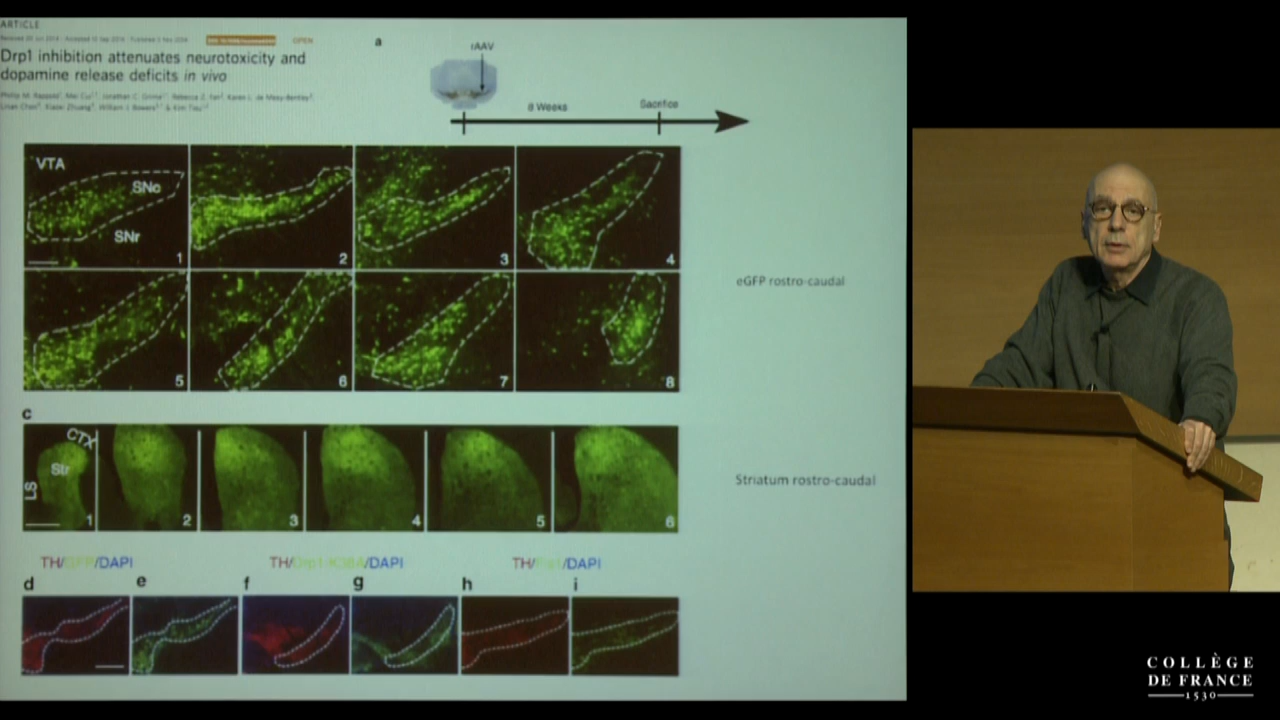 ARTICLE
OPEN
Drp1 inhibition attenuates neurotoxicity and
dopamine release deficits in vivo
a
rAAV
8 Weeks
Sacrifice
VTA
SNc
SNr
1
2
3
4
5
6
7
8
eGFP rostro-caudal
c
CTX
Str
LS
1
2
3
4
5
6
Striatum rostro-caudal
TH/GFP/DAPI
TH/Drp1-K38A/DAPI
TH/Fis1/DAPI
d
e
f
g
h
i
COLLÈGE
DE FRANCE
1530